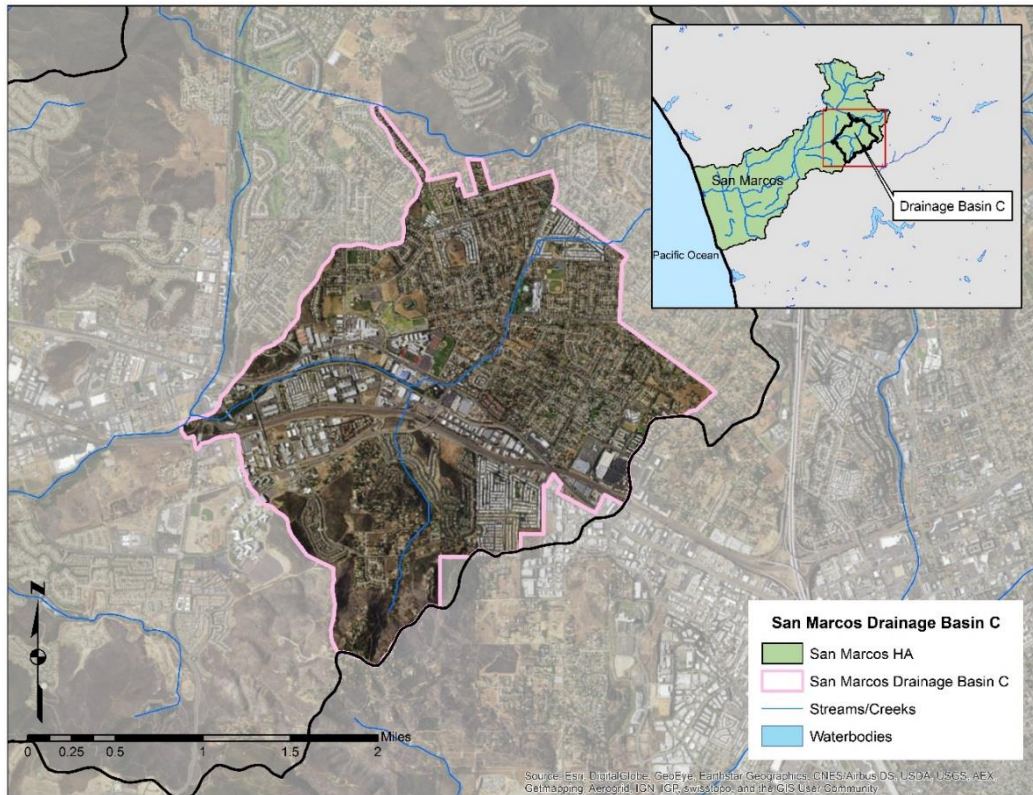 San Marcos
Drainage Basin C
Pacific Ocean
N
San Marcos Drainage Basin C
San Marcos HA
San Marcos Drainage Basin C
Streams/Creeks
Waterbodies
Miles
0 0.25 0.5 1 1.5 2
Source: Esri, DigitalGlobe, GeoEye, Earthstar Geographics, CNES/Airbus DS, USDA, USGS, AEX,
Getmapping, Aerogrid, IGN, IGP, swisstopo, and the GIS User Community